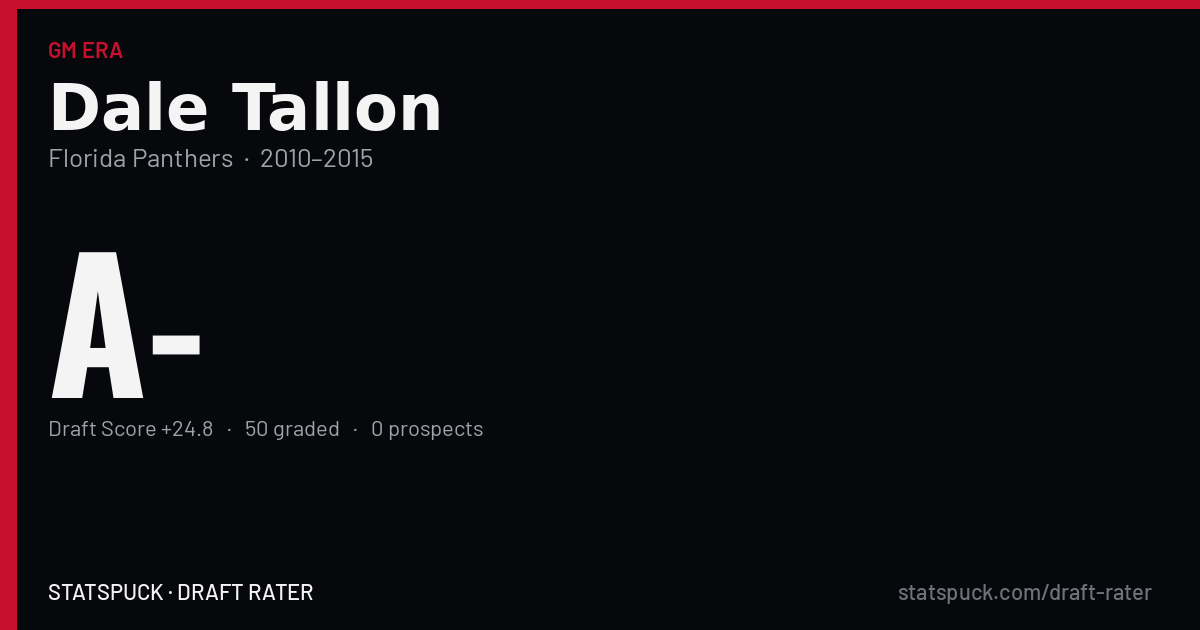 GM ERA
Dale Tallon
Florida Panthers · 2010–2015
A-
Draft Score +24.8 · 50 graded · 0 prospects
STATSPUCK · DRAFT RATER
statspuck.com/draft-rater